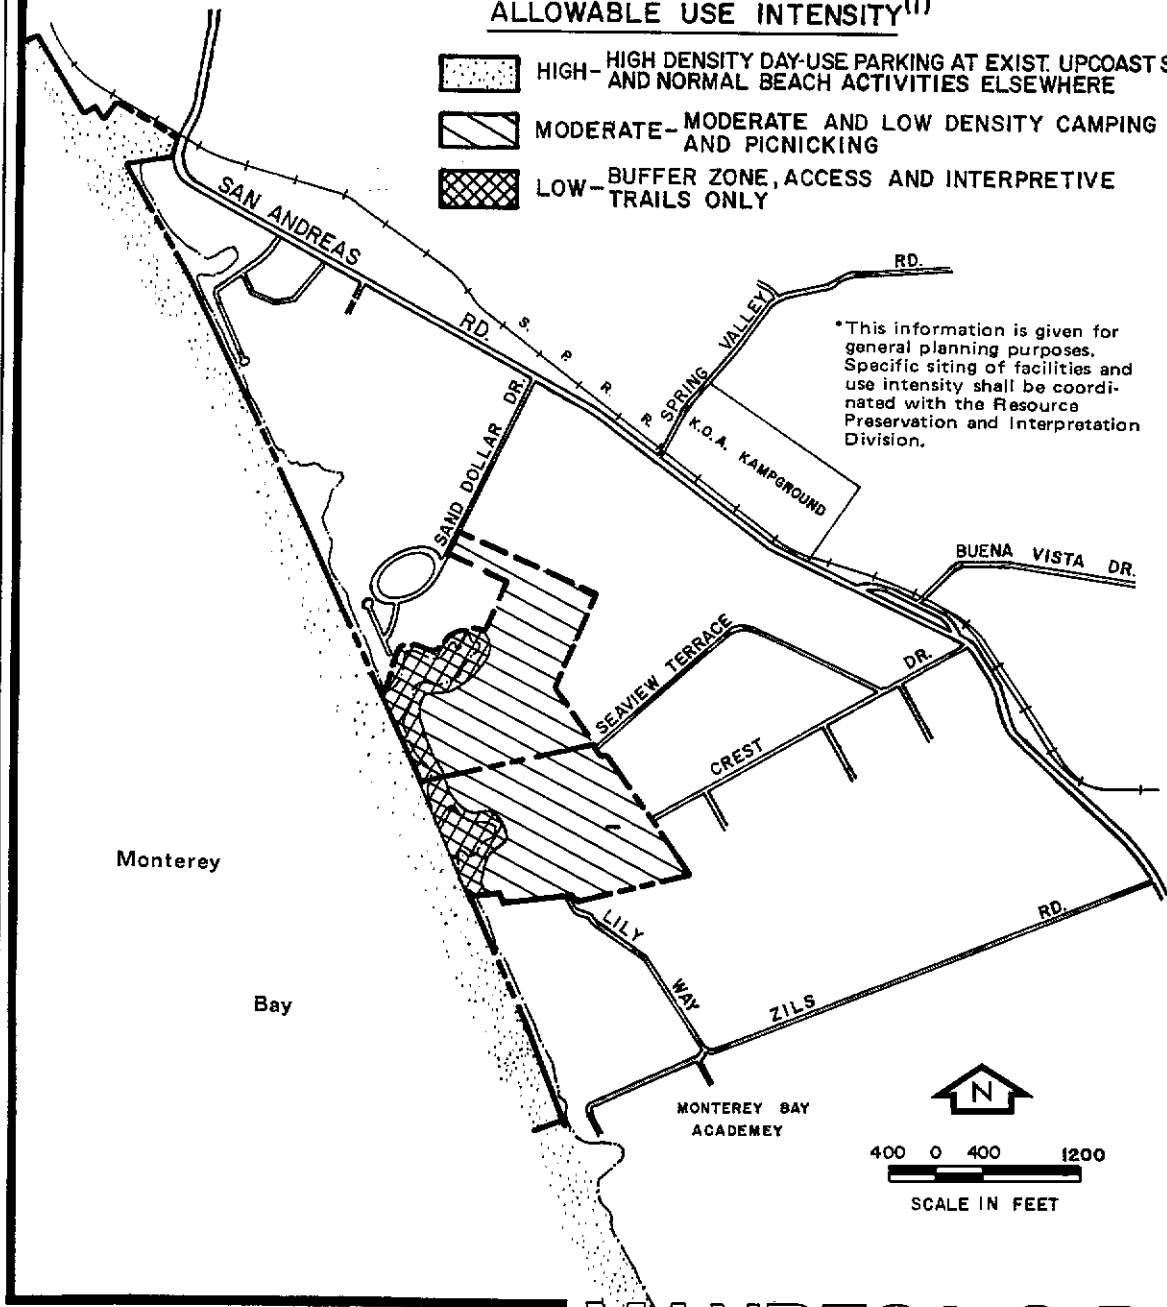 ALLOWABLE USE INTENSITY(1)
HIGH- HIGH DENSITY DAY-USE PARKING AT EXIST. UPCOAST
AND NORMAL BEACH ACTIVITIES ELSEWHERE
MODERATE- MODERATE AND LOW DENSITY CAMPING
AND PICNICKING
LOW- BUFFER ZONE, ACCESS AND INTERPRETIVE
TRAILS ONLY
SAN ANDREAS
RD.
S. P. R. R.
SPRING VALLEY
RD.
*This information is given for
general planning purposes.
Specific siting of facilities and
use intensity shall be coordi-
nated with the Resource
Preservation and Interpretation
Division.
K.O.A. KAMPGROUND
SAND DOLLAR DR.
BUENA VISTA DR.
SEAVIEW TERRACE
CREST DR.
Monterey
Bay
LILY WAY
ZILS RD.
MONTEREY BAY
ACADEMEY
N
400 0 400 1200
SCALE IN FEET